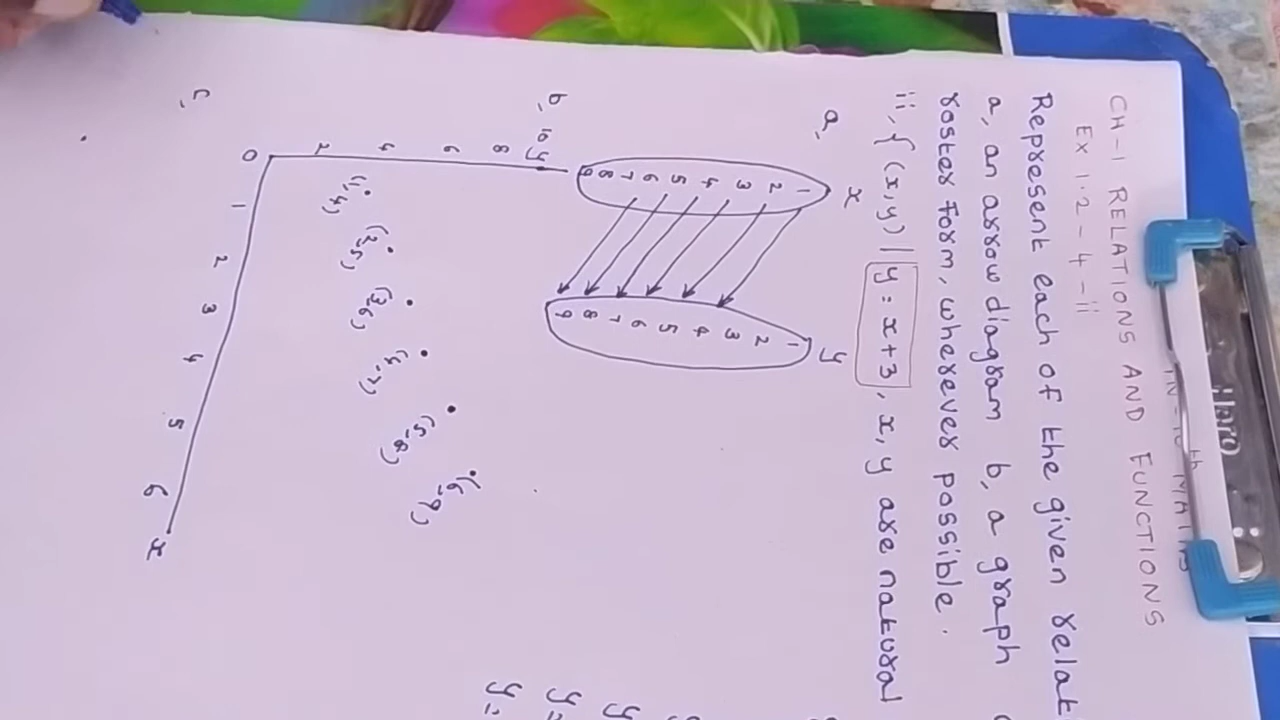 ibro
CH-1 RELATIONS AND FUNCTIONS
EX 1.2 - 4 - ii
Represent each of the given relat
a, an arrow diagram b, a graph
roster form, wherever possible.
ii, { (x, y) | y = x+3, x, y are natural
a,
x
y
1 2 3 4 5 6 7 8 9
1 2 3 4 5 6 7 8 9
b,
y
10
8
6
4
2
0
(1,4)
(2,5)
(3,6)
(4,7)
(5,8)
(6,9)
1 2 3 4 5 6 x
c,
y
y=
y=